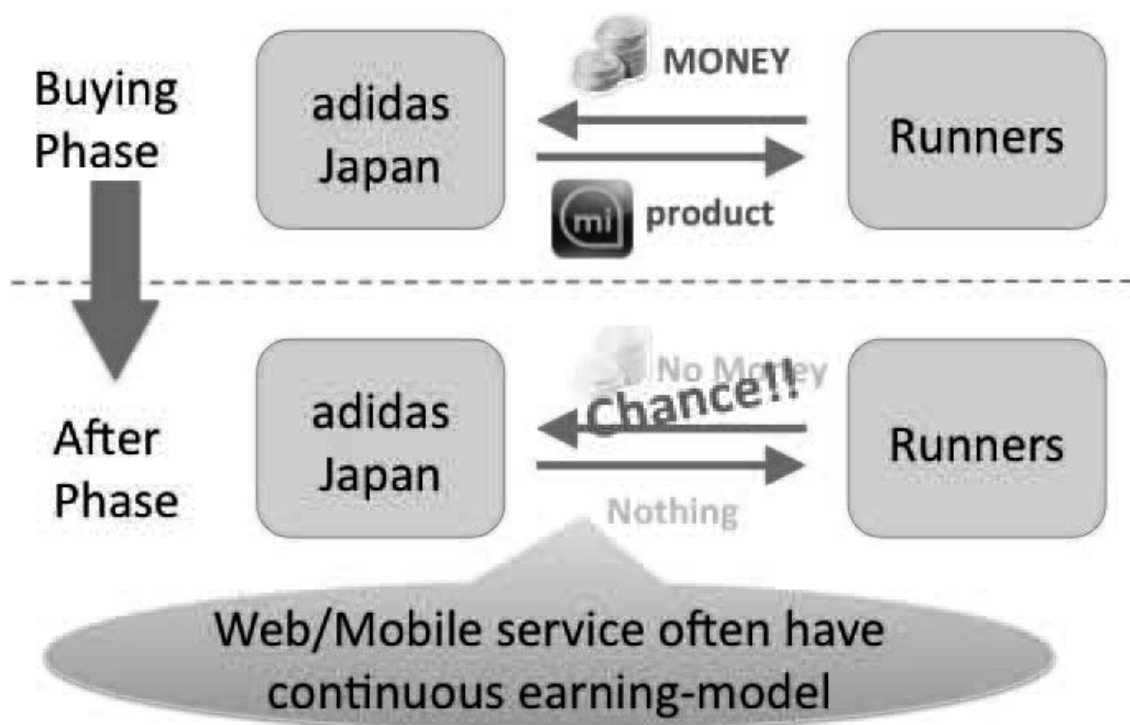 MONEY
Buying
Phase
adidas
Japan
Runners
mi
product
No Money
Chance!!
After
Phase
adidas
Japan
Runners
Nothing
Web/Mobile service often have
continuous earning-model